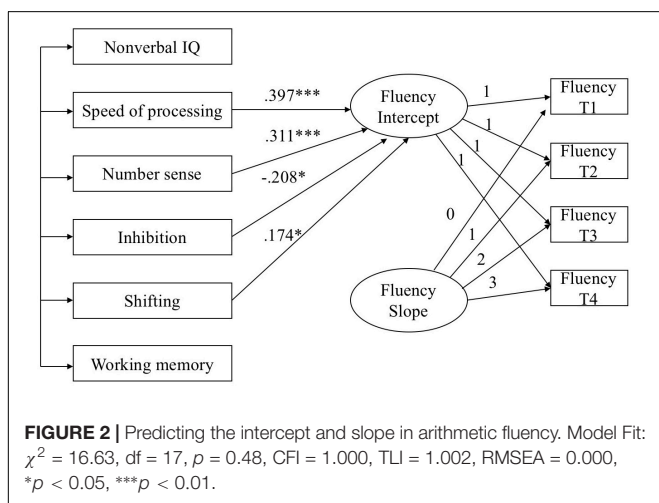 Nonverbal IQ
Speed of processing
Number sense
Inhibition
Shifting
Working memory
.397***
.311***
-.208*
.174*
Fluency
Intercept
Fluency
Slope
1
1
1
1
0
1
2
3
Fluency
T1
Fluency
T2
Fluency
T3
Fluency
T4
FIGURE 2 | Predicting the intercept and slope in arithmetic fluency. Model Fit:
χ² = 16.63, df = 17, p = 0.48, CFI = 1.000, TLI = 1.002, RMSEA = 0.000,
*p < 0.05, ***p < 0.01.